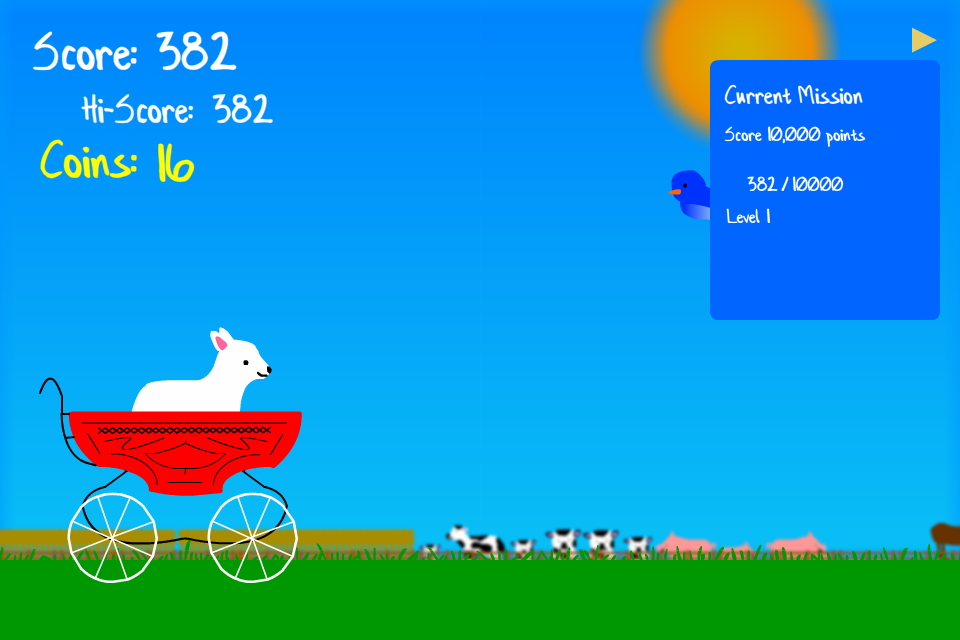 Score: 382
Hi-Score: 382
Coins: 16
Current Mission
Score 10,000 points
382 / 10000
Level 1